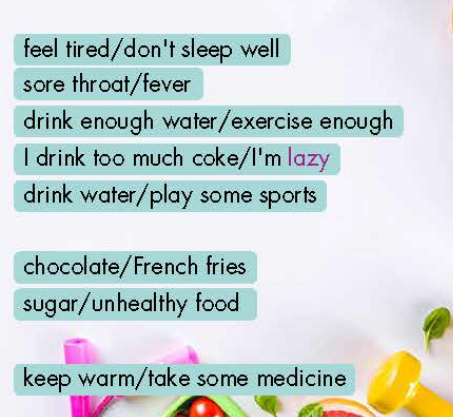 feel tired/don't sleep well
sore throat/fever
drink enough water/exercise enough
I drink too much coke/I'm lazy
drink water/play some sports
chocolate/French fries
sugar/unhealthy food
keep warm/take some medicine